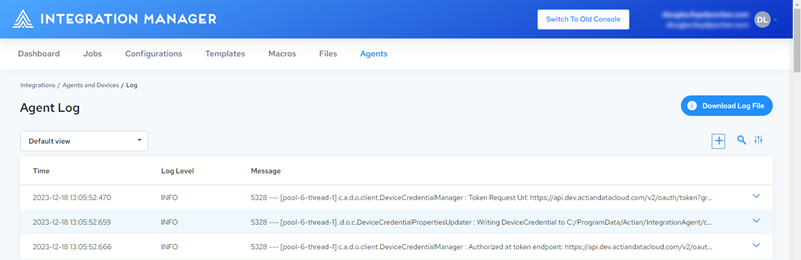 INTEGRATION MANAGER
Switch To Old Console
DL
Dashboard Jobs Configurations Templates Macros Files Agents
Integrations / Agents and Devices / Log
Agent Log
Download Log File
Default view
Time Log Level Message
2023-12-18 13:05:52.470 INFO 5328 --- [pool-6-thread-1] c.a.d.o.client.DeviceCredentialManager : Token Request Url: https://api.dev.actiandatacloud.com/v2/oauth/token?gr...
2023-12-18 13:05:52.659 INFO 5328 --- [pool-6-thread-1] .d.o.c.DeviceCredentialPropertiesUpdater : Writing DeviceCredential to C:/ProgramData/Actian/IntegrationAgent/c...
2023-12-18 13:05:52.666 INFO 5328 --- [pool-6-thread-1] c.a.d.o.client.DeviceCredentialManager : Authorized at token endpoint: https://api.dev.actiandatacloud.com/v2/oaut...